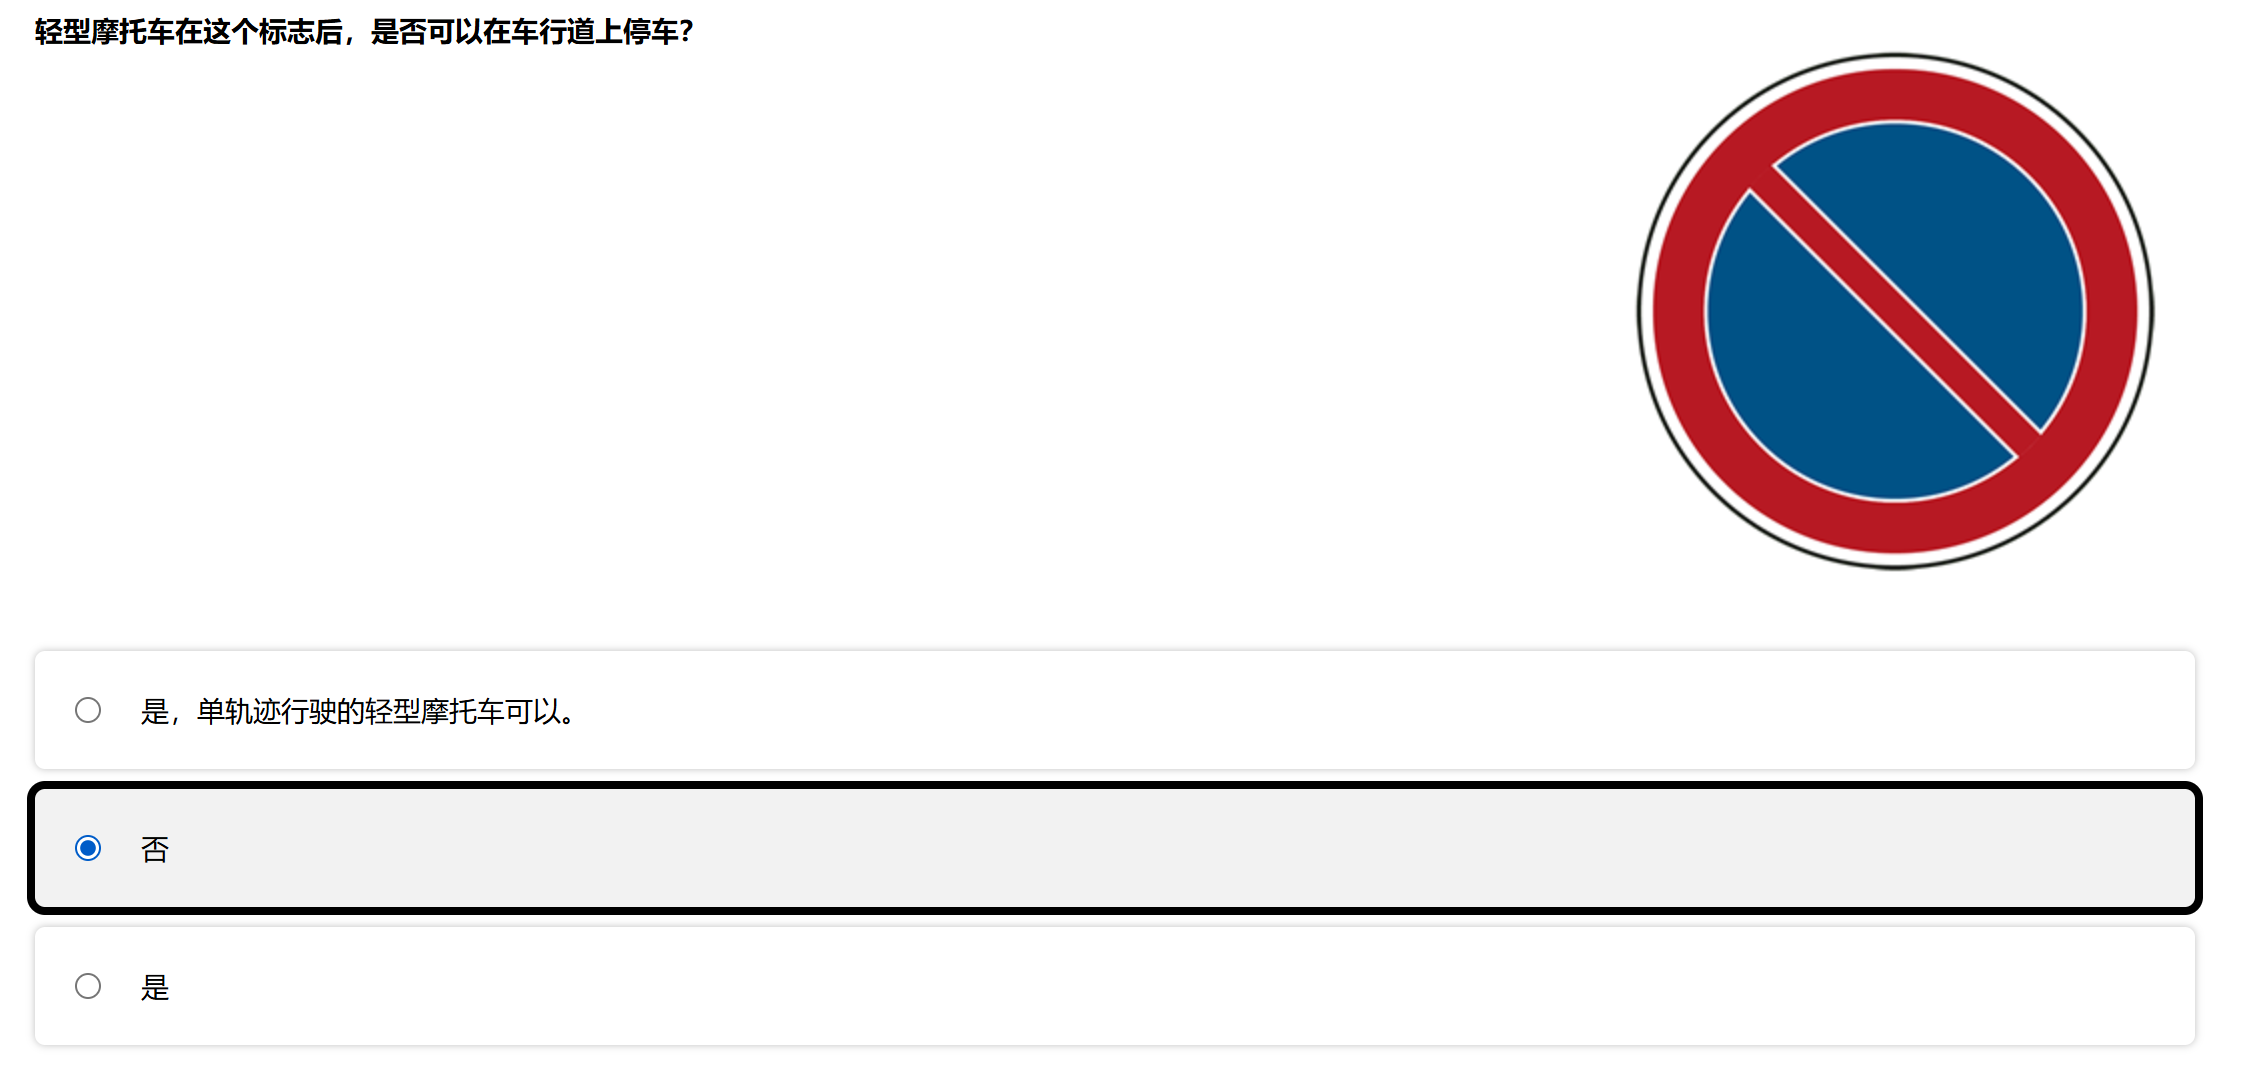 轻型摩托车在这个标志后，是否可以在车行道上停车？
是，单轨迹行驶的轻型摩托车可以。
否
是